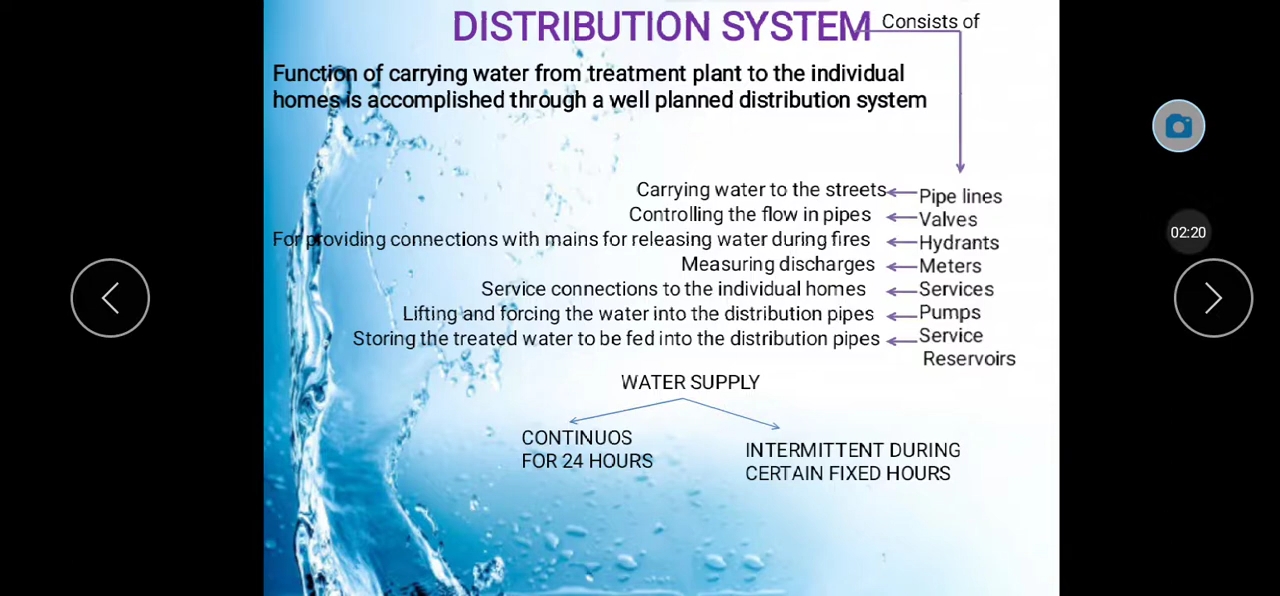 DISTRIBUTION SYSTEM Consists of
Function of carrying water from treatment plant to the individual
homes is accomplished through a well planned distribution system
Carrying water to the streets Pipe lines
Controlling the flow in pipes Valves
For providing connections with mains for releasing water during fires Hydrants
Measuring discharges Meters
Service connections to the individual homes Services
Lifting and forcing the water into the distribution pipes Pumps
Storing the treated water to be fed into the distribution pipes Service
Reservoirs
WATER SUPPLY
CONTINUOS
FOR 24 HOURS
INTERMITTENT DURING
CERTAIN FIXED HOURS
02:20